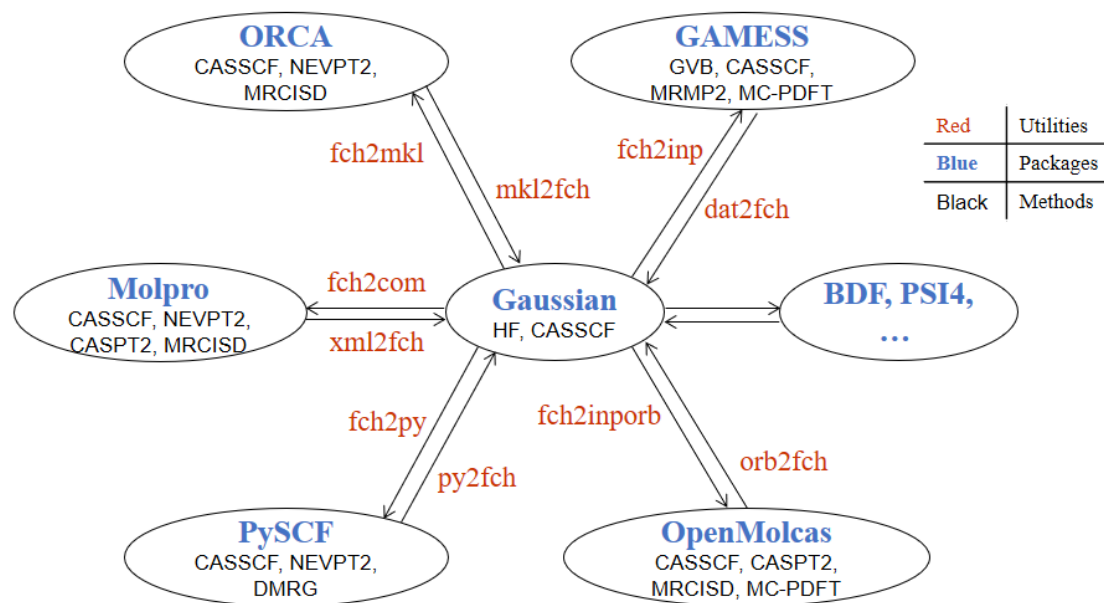 ORCA
CASSCF, NEVPT2,
MRCISD
GAMESS
GVB, CASSCF,
MRMP2, MC-PDFT
Red Utilities
Blue Packages
Black Methods
fch2mkl
mkl2fch
fch2inp
dat2fch
Molpro
CASSCF, NEVPT2,
CASPT2, MRCISD
fch2com
xml2fch
Gaussian
HF, CASSCF
BDF, PSI4,
…
fch2py
py2fch
fch2inporb
orb2fch
PySCF
CASSCF, NEVPT2,
DMRG
OpenMolcas
CASSCF, CASPT2,
MRCISD, MC-PDFT